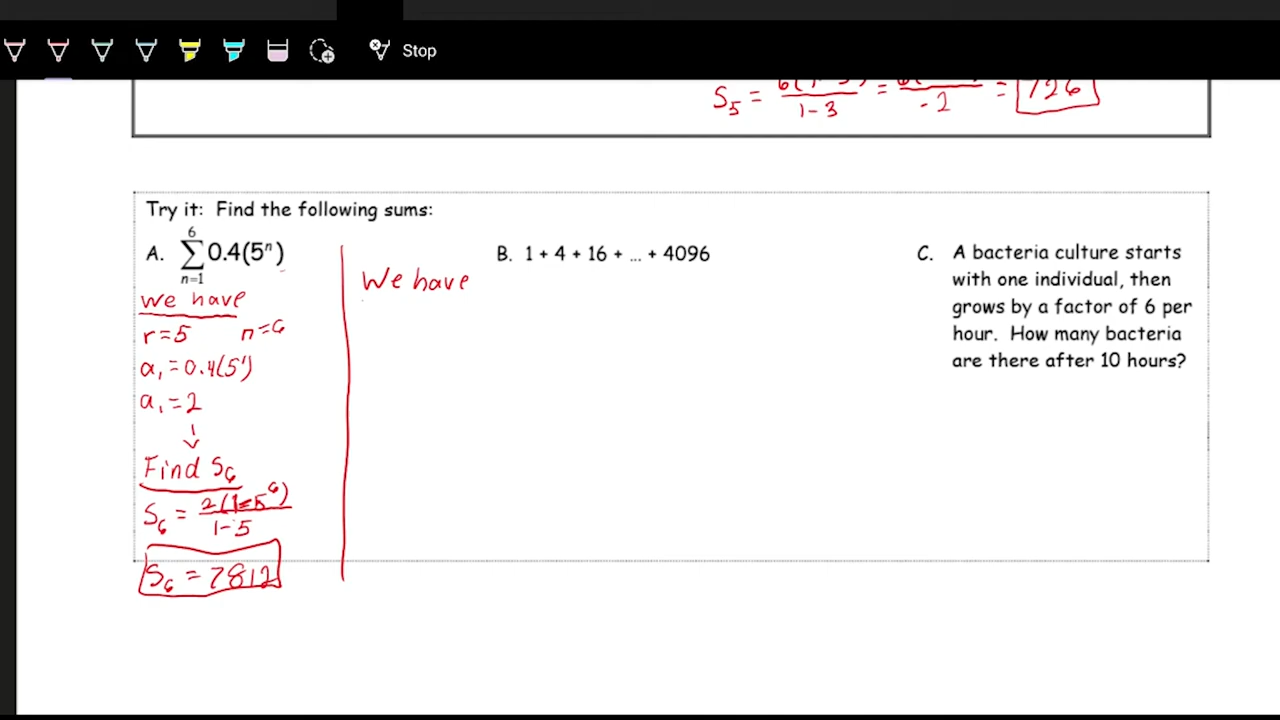 Stop
S₅ = 6(1-3 / 1-3 = / -2 = 726
Try it: Find the following sums:
A. 6 ∑ n=1 0.4(5ⁿ)
We have
r=5 n=6
a₁=0.4(5¹)
a₁=2
↓
Find S₆
S₆ = 2(1-5⁶) / 1-5
S₆ = 7812
B. 1 + 4 + 16 + ... + 4096
We have
C. A bacteria culture starts
with one individual, then
grows by a factor of 6 per
hour. How many bacteria
are there after 10 hours?